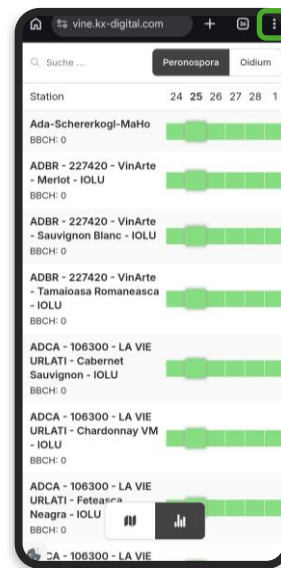 vine.kx-digital.com
36
Suche ...
Peronospora
Oidium
Station 24 25 26 27 28 1
Ada-Schererkogl-MaHo
BBCH: 0
ADBR - 227420 - VinArte
- Merlot - IOLU
BBCH: 0
ADBR - 227420 - VinArte
- Sauvignon Blanc - IOLU
BBCH: 0
ADBR - 227420 - VinArte
- Tamaioasa Romaneasca
- IOLU
BBCH: 0
ADCA - 106300 - LA VIE
URLATI - Cabernet
Sauvignon - IOLU
BBCH: 0
ADCA - 106300 - LA VIE
URLATI - Chardonnay VM
- IOLU
BBCH: 0
ADCA - 106300 - LA VIE
URLATI - Feteasca
Neagra - IOLU
BBCH: 0
CA - 106300 - LA VIE